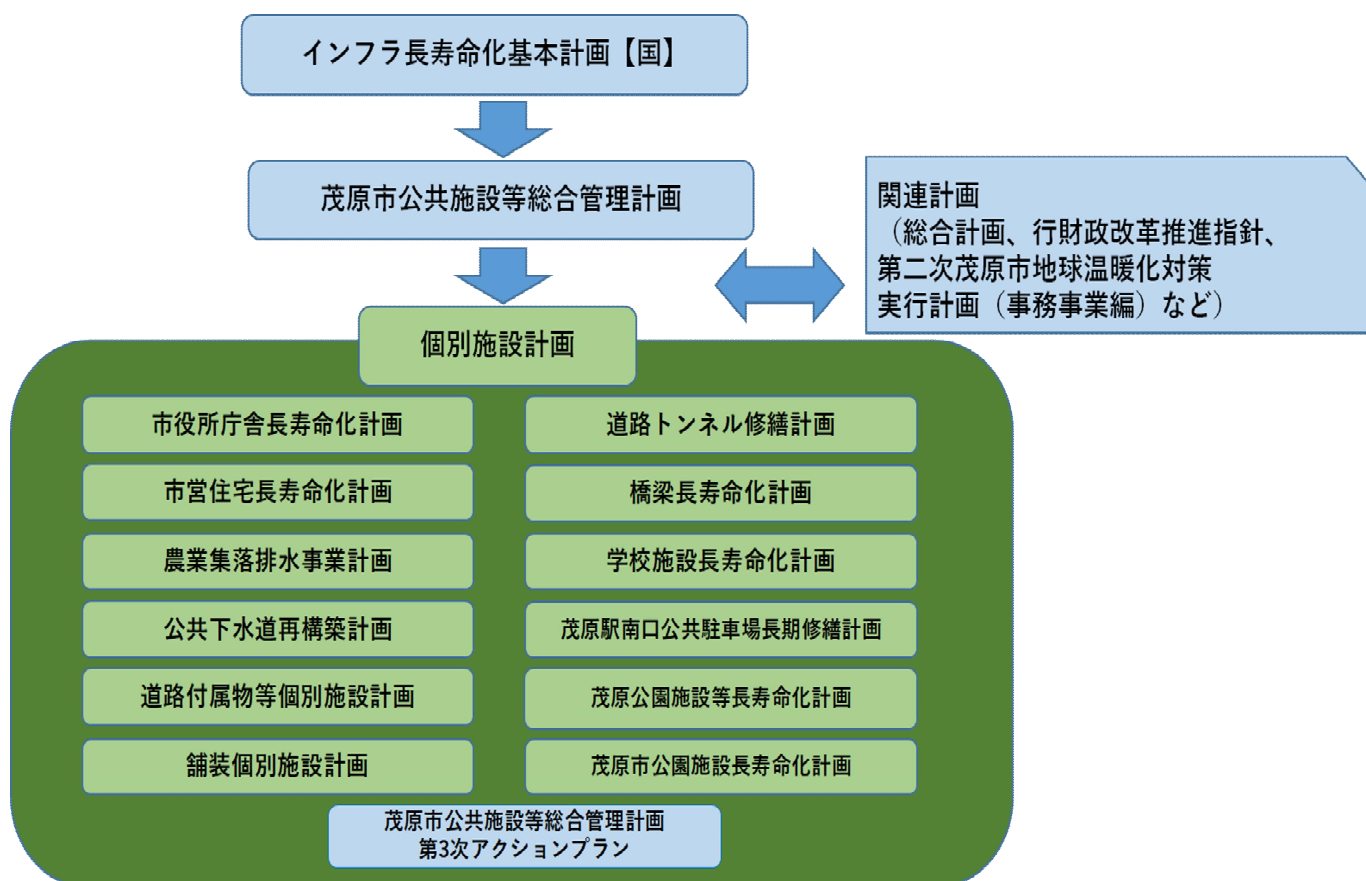 インフラ長寿命化基本計画【国】
茂原市公共施設等総合管理計画
関連計画
（総合計画、行財政改革推進指針、
第二次茂原市地球温暖化対策
実行計画（事務事業編）など）
個別施設計画
市役所庁舎長寿命化計画
市営住宅長寿命化計画
農業集落排水事業計画
公共下水道再構築計画
道路付属物等個別施設計画
舗装個別施設計画
道路トンネル修繕計画
橋梁長寿命化計画
学校施設長寿命化計画
茂原駅南口公共駐車場長期修繕計画
茂原公園施設等長寿命化計画
茂原市公園施設長寿命化計画
茂原市公共施設等総合管理計画
第3次アクションプラン